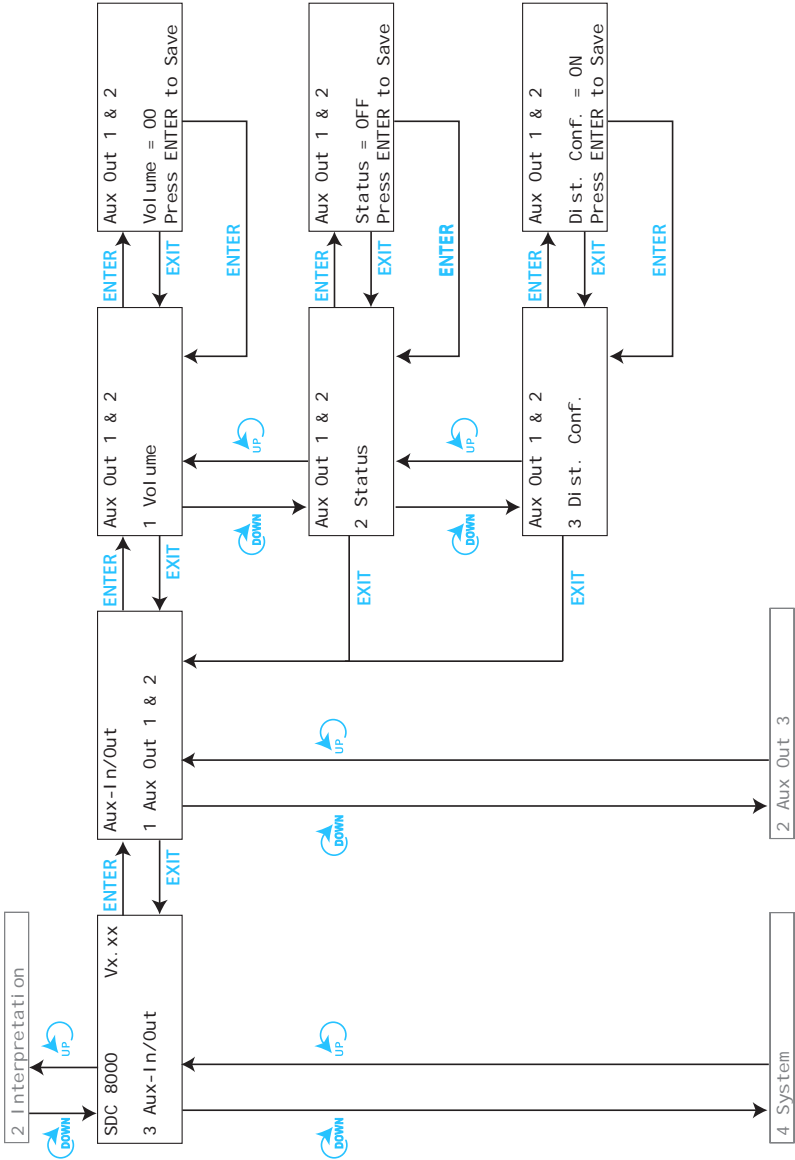 2 Interpretation
DOWN
UP
SDC 8000 Vx.xx
3 Aux-In/Out
ENTER
EXIT
Aux-In/Out
1 Aux Out 1 & 2
ENTER
EXIT
Aux Out 1 & 2
1 Volume
ENTER
EXIT
Aux Out 1 & 2
Volume = 00
Press ENTER to Save
ENTER
DOWN
UP
DOWN
UP
DOWN
UP
EXIT
Aux Out 1 & 2
2 Status
ENTER
EXIT
Aux Out 1 & 2
Status = OFF
Press ENTER to Save
ENTER
DOWN
UP
EXIT
Aux Out 1 & 2
3 Dist. Conf.
ENTER
EXIT
Aux Out 1 & 2
Dist. Conf. = ON
Press ENTER to Save
ENTER
4 System
2 Aux Out 3